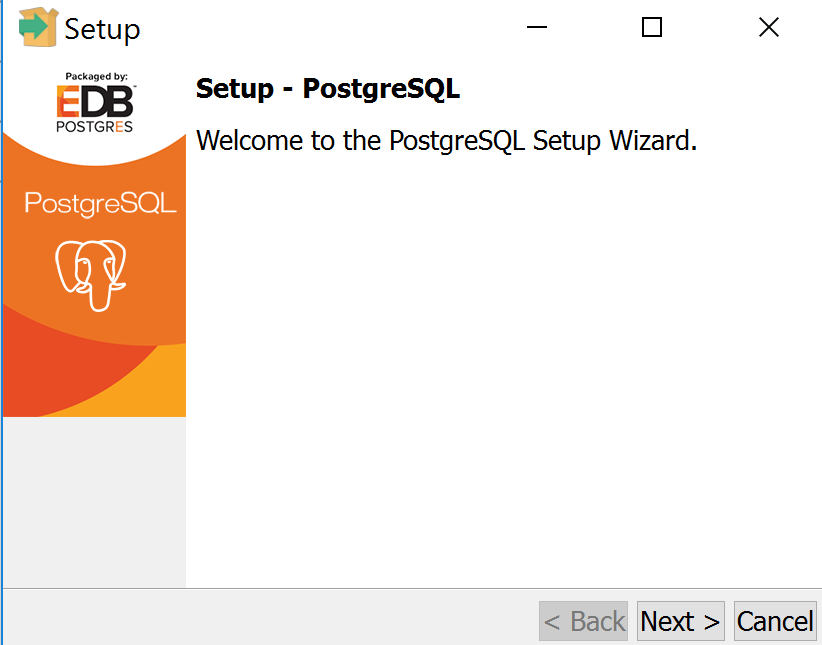 Setup
Packaged by:
EDB
POSTGRES
Setup - PostgreSQL
Welcome to the PostgreSQL Setup Wizard.
PostgreSQL
< Back
Next >
Cancel